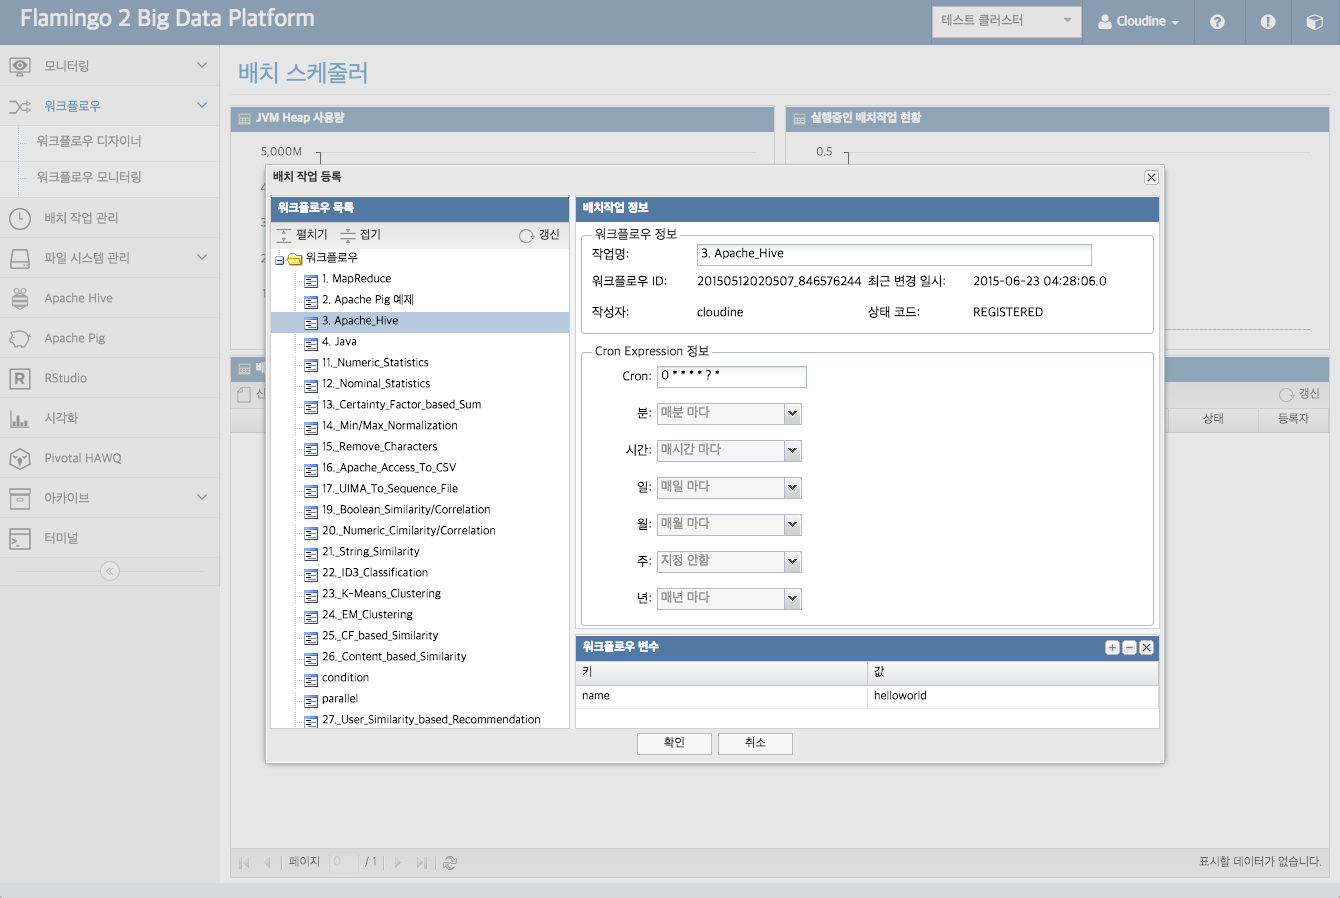 Flamingo 2 Big Data Platform
테스트 클러스터
Cloudine
모니터링
워크플로우
워크플로우 디자이너
워크플로우 모니터링
배치 작업 관리
파일 시스템 관리
Apache Hive
Apache Pig
RStudio
시각화
Pivotal HAWQ
아카이브
터미널
배치 스케줄러
JVM Heap 사용량
실행중인 배치작업 현황
5,000M
0.5
배치 작업 등록
워크플로우 목록
펼치기 접기 갱신
워크플로우
1. MapReduce
2. Apache Pig 예제
3. Apache_Hive
4. Java
11._Numeric_Statistics
12._Nominal_Statistics
13._Certainty_Factor_based_Sum
14._Min/Max_Normalization
15._Remove_Characters
16._Apache_Access_To_CSV
17._UIMA_To_Sequence_File
19._Boolean_Similarity/Correlation
20._Numeric_Cimilarity/Correlation
21._String_Similarity
22._ID3_Classification
23._K-Means_Clustering
24._EM_Clustering
25._CF_based_Similarity
26._Content_based_Similarity
condition
parallel
27._User_Similarity_based_Recommendation
배치작업 정보
워크플로우 정보
작업명: 3. Apache_Hive
워크플로우 ID: 20150512020507_846576244 최근 변경 일시: 2015-06-23 04:28:06.0
작성자: cloudine 상태 코드: REGISTERED
Cron Expression 정보
Cron: 0 * * * * ? *
분: 매분 마다
시간: 매시간 마다
일: 매일 마다
월: 매월 마다
주: 지정 안함
년: 매년 마다
워크플로우 변수
키 값
name helloworld
확인 취소
갱신
상태 등록자
페이지 0 / 1
표시할 데이터가 없습니다.